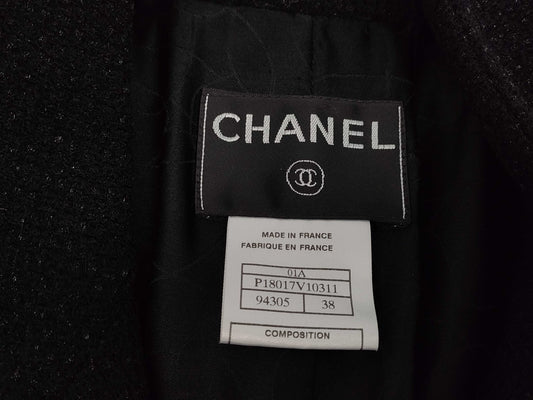 CHANEL
MADE IN FRANCE
FABRIQUE EN FRANCE
01A
P18017V10311
94305 38
COMPOSITION